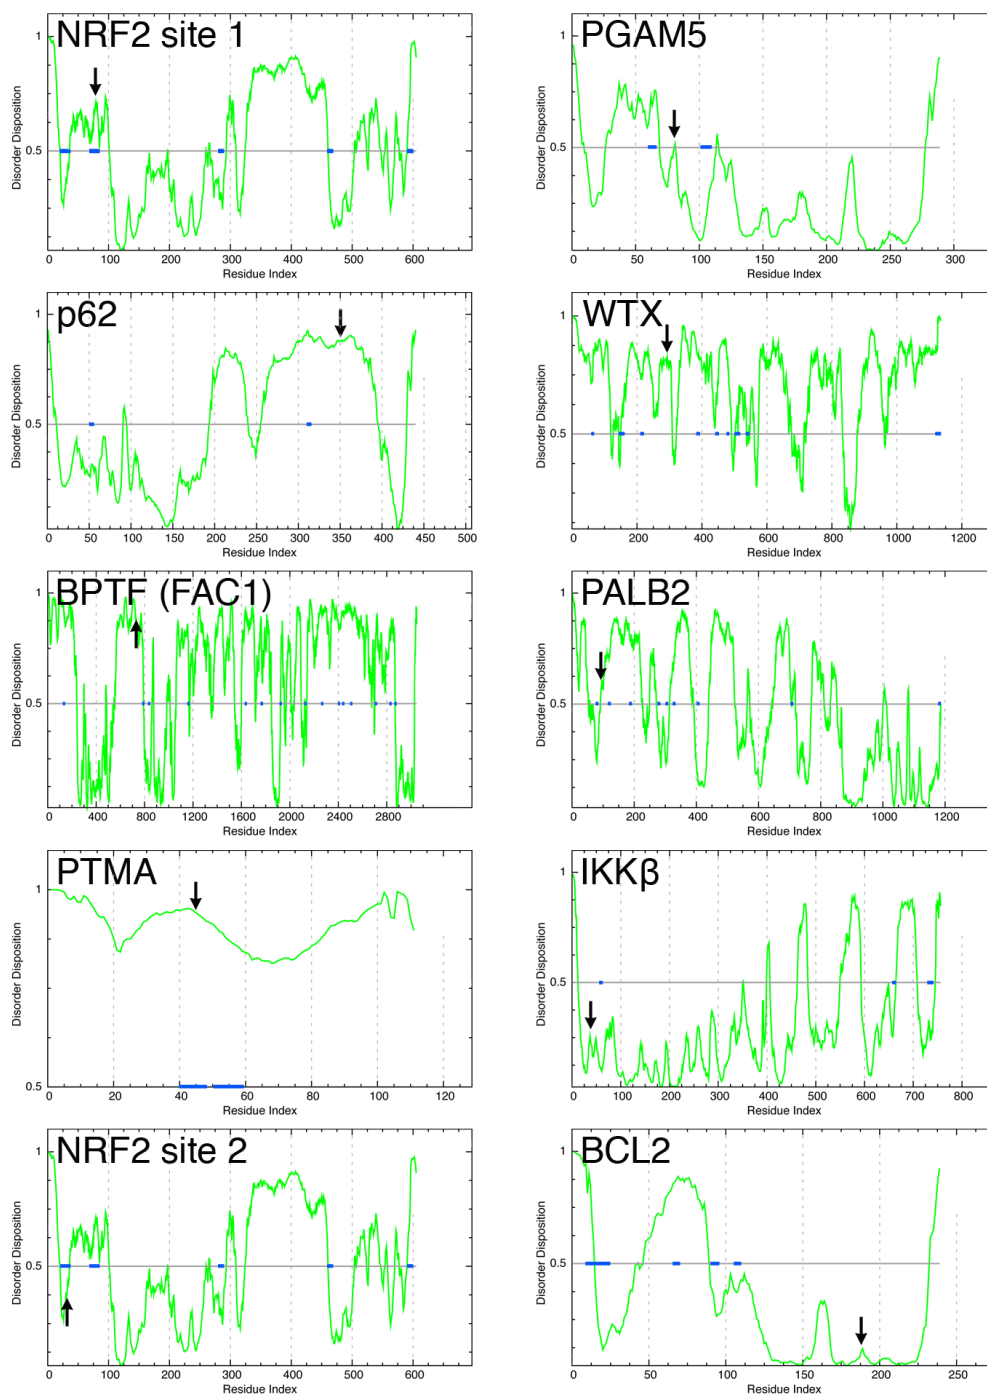 NRF2 site 1
1
0.5
Disorder Disposition
0 100 200 300 400 500 600
Residue Index
PGAM5
1
0.5
Disorder Disposition
0 50 100 150 200 250 300
Residue Index
p62
1
0.5
Disorder Disposition
0 50 100 150 200 250 300 350 400 450 500
Residue Index
WTX
1
0.5
Disorder Disposition
0 200 400 600 800 1000 1200
Residue Index
BPTF (FAC1)
1
0.5
Disorder Disposition
0 400 800 1200 1600 2000 2400 2800
Residue Index
PALB2
1
0.5
Disorder Disposition
0 200 400 600 800 1000 1200
Residue Index
PTMA
1
0.5
Disorder Disposition
0 20 40 60 80 100 120
Residue Index
IKKβ
1
0.5
Disorder Disposition
0 100 200 300 400 500 600 700 800
Residue Index
NRF2 site 2
1
0.5
Disorder Disposition
0 100 200 300 400 500 600
Residue Index
BCL2
1
0.5
Disorder Disposition
0 50 100 150 200 250
Residue Index